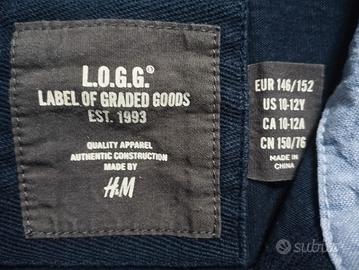 L.O.G.G.®
LABEL OF GRADED GOODS
EST. 1993
QUALITY APPAREL
AUTHENTIC CONSTRUCTION
MADE BY
H&M
EUR 146/152
US 10-12Y
CA 10-12A
CN 150/76
MADE IN
CHINA
subito